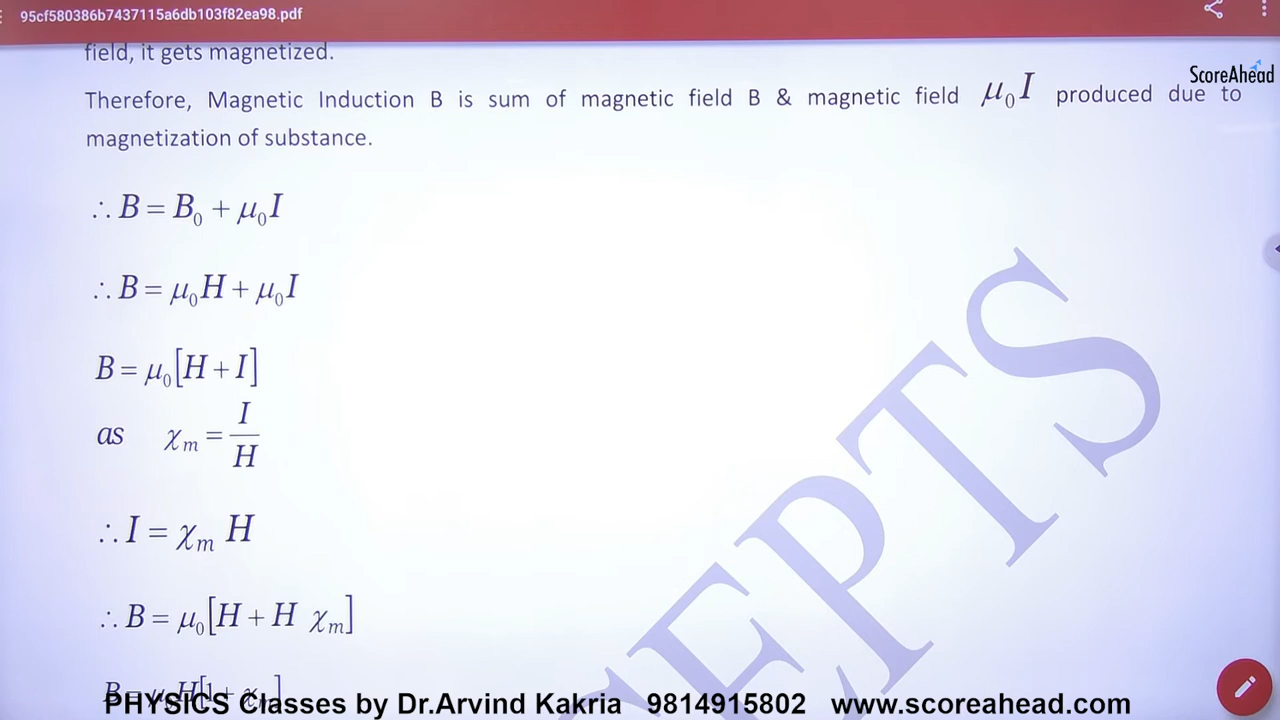 95cf580386b7437115a6db103f82ea98.pdf
field, it gets magnetized.
ScoreAhead
Therefore, Magnetic Induction B is sum of magnetic field B & magnetic field μ₀I produced due to
magnetization of substance.
∴ B = B₀ + μ₀I
∴ B = μ₀H + μ₀I
B = μ₀[H + I]
as χₘ = I/H
∴ I = χₘ H
∴ B = μ₀[H + H χₘ]
CEPTS
PHYSICS Classes by Dr.Arvind Kakria 9814915802 www.scoreahead.com